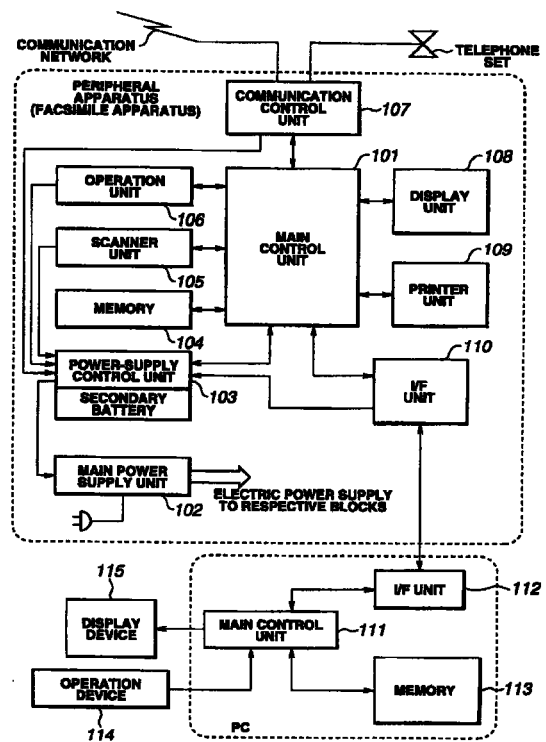 COMMUNICATION
NETWORK
TELEPHONE
SET
PERIPHERAL
APPARATUS
(FACSIMILE APPARATUS)
COMMUNICATION
CONTROL
UNIT
107
101
108
OPERATION
UNIT
106
MAIN
CONTROL
UNIT
DISPLAY
UNIT
SCANNER
UNIT
105
109
PRINTER
UNIT
MEMORY
104
110
POWER-SUPPLY
CONTROL UNIT
103
SECONDARY
BATTERY
I/F
UNIT
MAIN POWER
SUPPLY UNIT
102
ELECTRIC POWER SUPPLY
TO RESPECTIVE BLOCKS
115
DISPLAY
DEVICE
I/F UNIT
112
MAIN CONTROL
UNIT
111
OPERATION DEVICE
114
MEMORY
113
PC